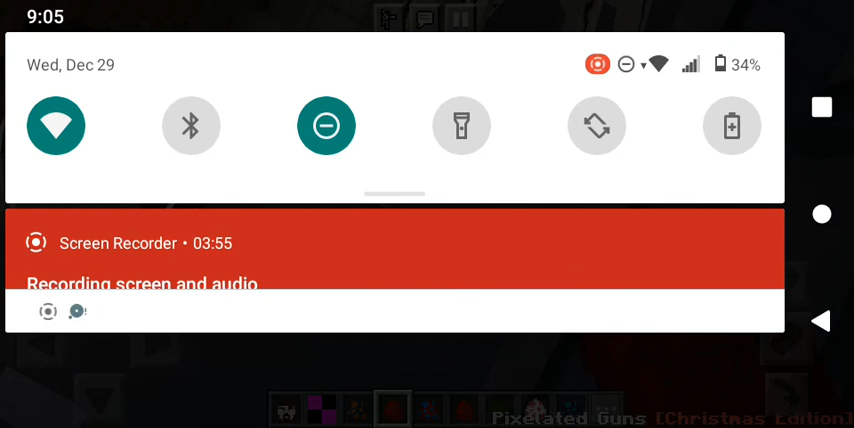 9:05
Wed, Dec 29
34%
Screen Recorder • 03:55
Recording screen and audio
Pixelated Guns [Christmas Edition]